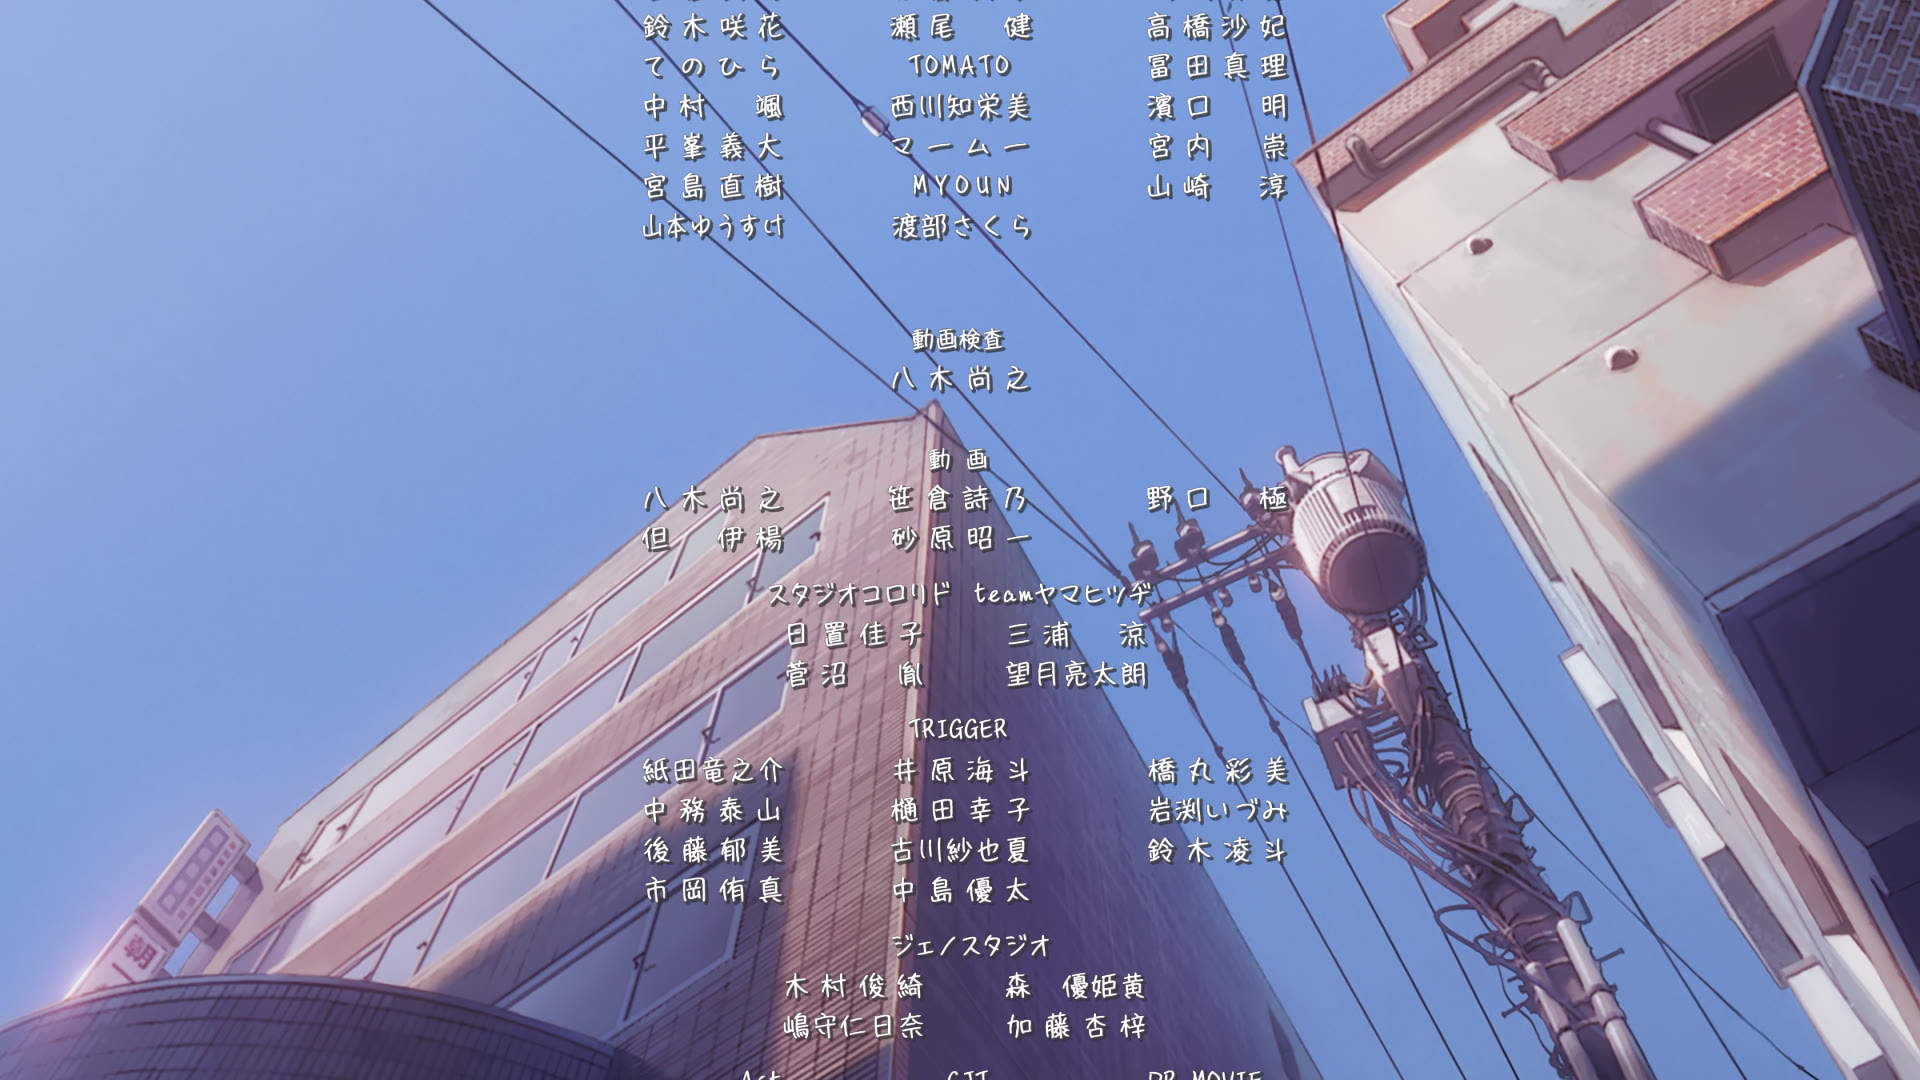 鈴木咲花 瀬尾 健 高橋沙妃
てのひら TOMATO 冨田真理
中村 颯 西川知栄美 濱口 明
平峯義大 マームー 宮内 崇
宮島直樹 MYOUN 山崎 淳
山本ゆうすけ 渡部さくら
動画検査
八木尚之
動画
八木尚之 笹倉詩乃 野口 極
但 伊楊 砂原昭一
スタジオコロリド teamヤマヒツヂ
日置佳子 三浦 涼
菅沼 胤 望月亮太朗
TRIGGER
紙田竜之介 井原海斗 橋丸彩美
中務泰山 樋田幸子 岩渕いづみ
後藤郁美 古川紗也夏 鈴木凌斗
市岡侑真 中島優太
ジェノスタジオ
木村俊綺 森 優姫黄
嶋守仁日奈 加藤杏梓